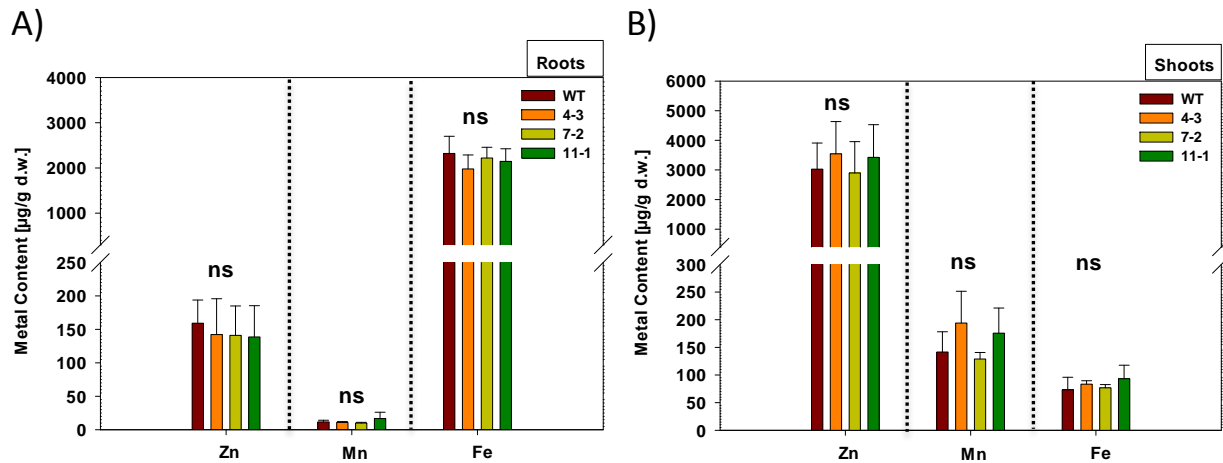 A)
Roots
4000
3000
2000
1000
250
200
150
100
50
0
Metal Content [µg/g d.w.]
WT
4-3
7-2
11-1
ns
ns
ns
Zn
Mn
Fe
B)
Shoots
6000
5000
4000
3000
2000
1000
300
250
200
150
100
50
0
Metal Content [µg/g d.w.]
WT
4-3
7-2
11-1
ns
ns
ns
Zn
Mn
Fe